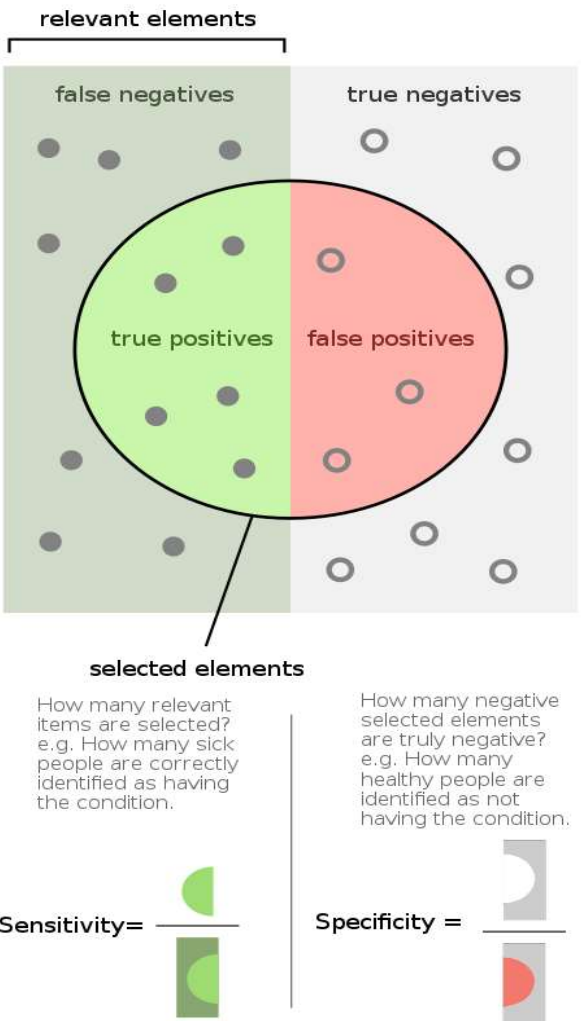 relevant elements
false negatives
true negatives
true positives
false positives
selected elements
How many relevant
items are selected?
e.g. How many sick
people are correctly
identified as having
the condition.
How many negative
selected elements
are truly negative?
e.g. How many
healthy people are
identified as not
having the condition.
Sensitivity=
Specificity =